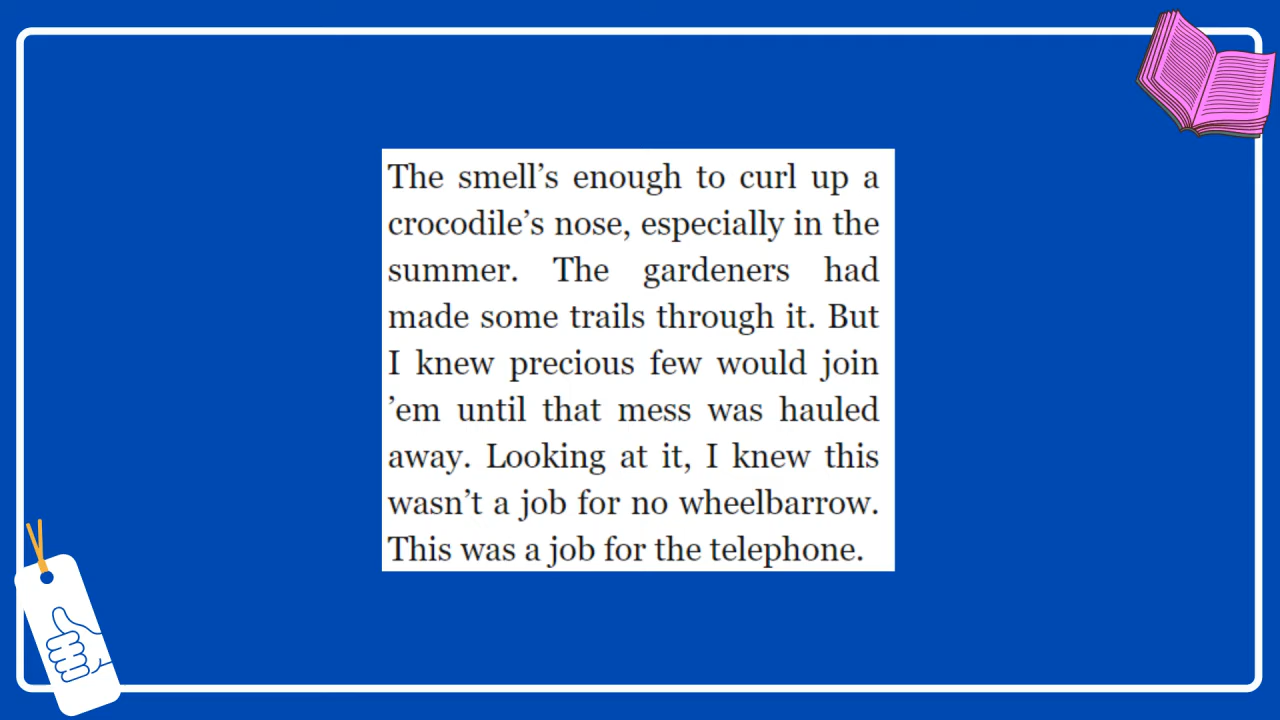 The smell’s enough to curl up a
crocodile’s nose, especially in the
summer. The gardeners had
made some trails through it. But
I knew precious few would join
’em until that mess was hauled
away. Looking at it, I knew this
wasn’t a job for no wheelbarrow.
This was a job for the telephone.